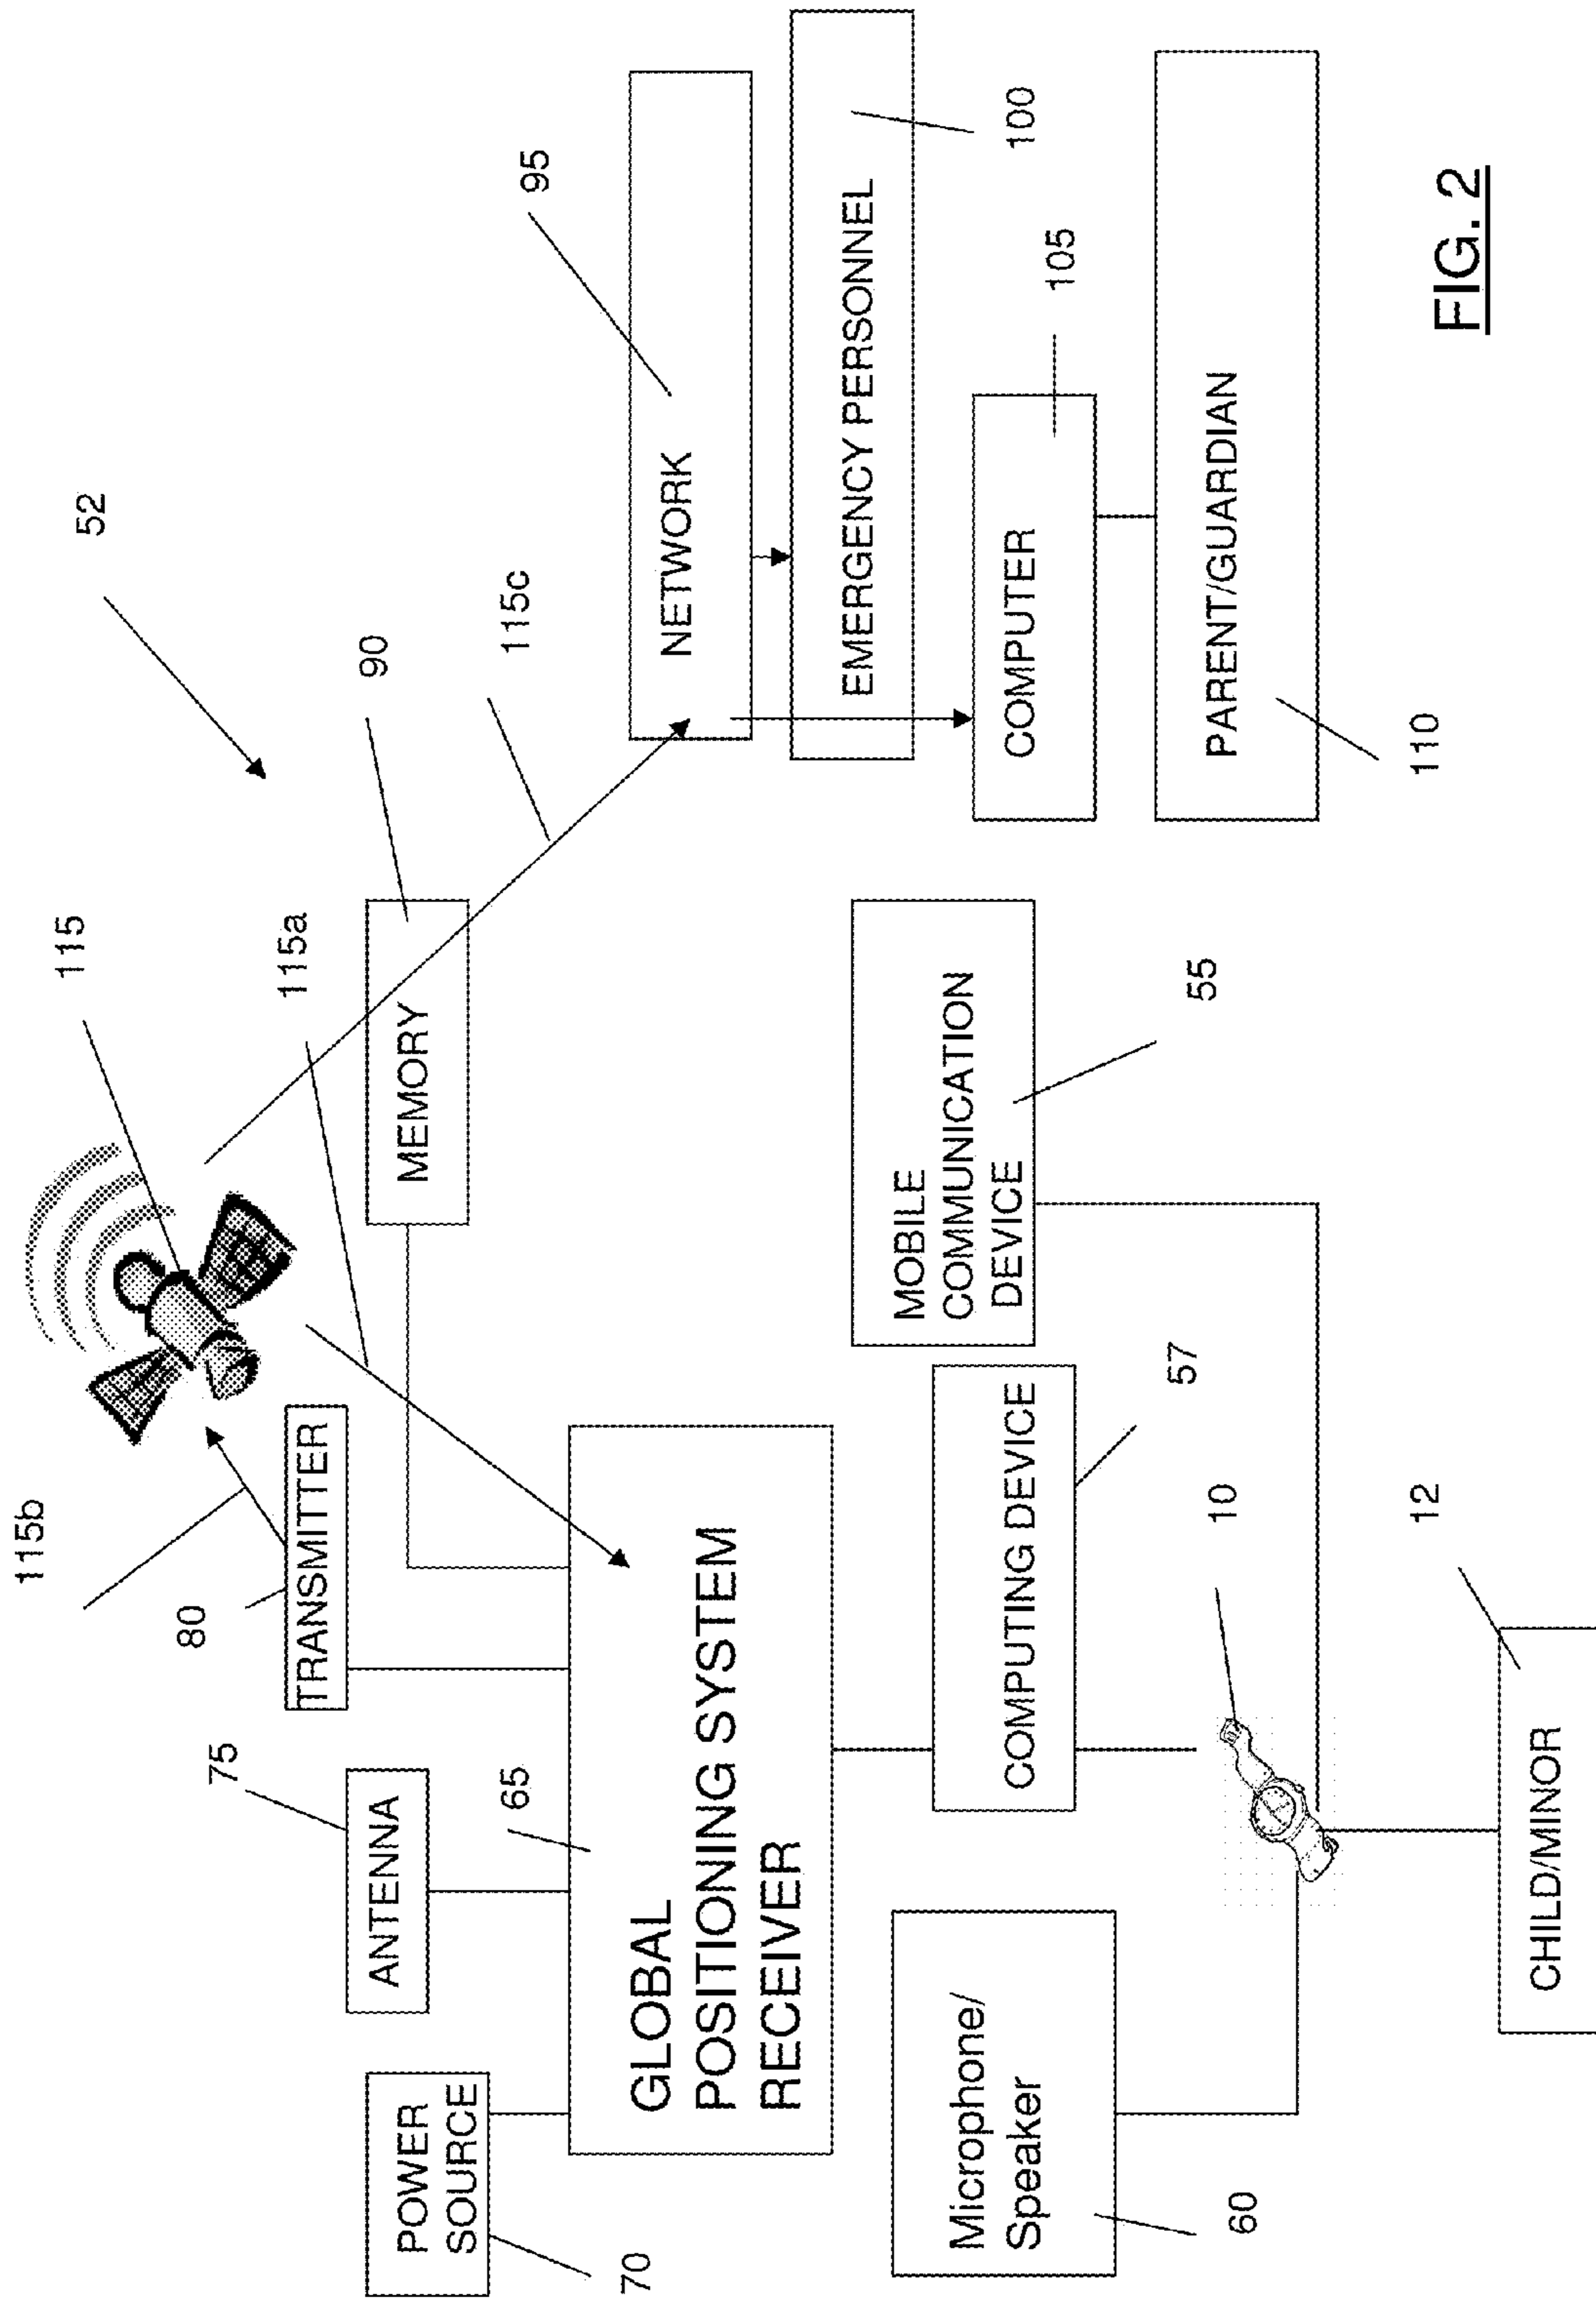 52
115
115b
115a
90
115c
95
80
75
TRANSMITTER
MEMORY
POWER
SOURCE
ANTENNA
70
65
GLOBAL
POSITIONING SYSTEM
RECEIVER
NETWORK
EMERGENCY PERSONNEL
100
Microphone/
Speaker
60
COMPUTING DEVICE
57
MOBILE
COMMUNICATION
DEVICE
55
COMPUTER
105
PARENT/GUARDIAN
110
10
12
CHILD/MINOR
FIG. 2